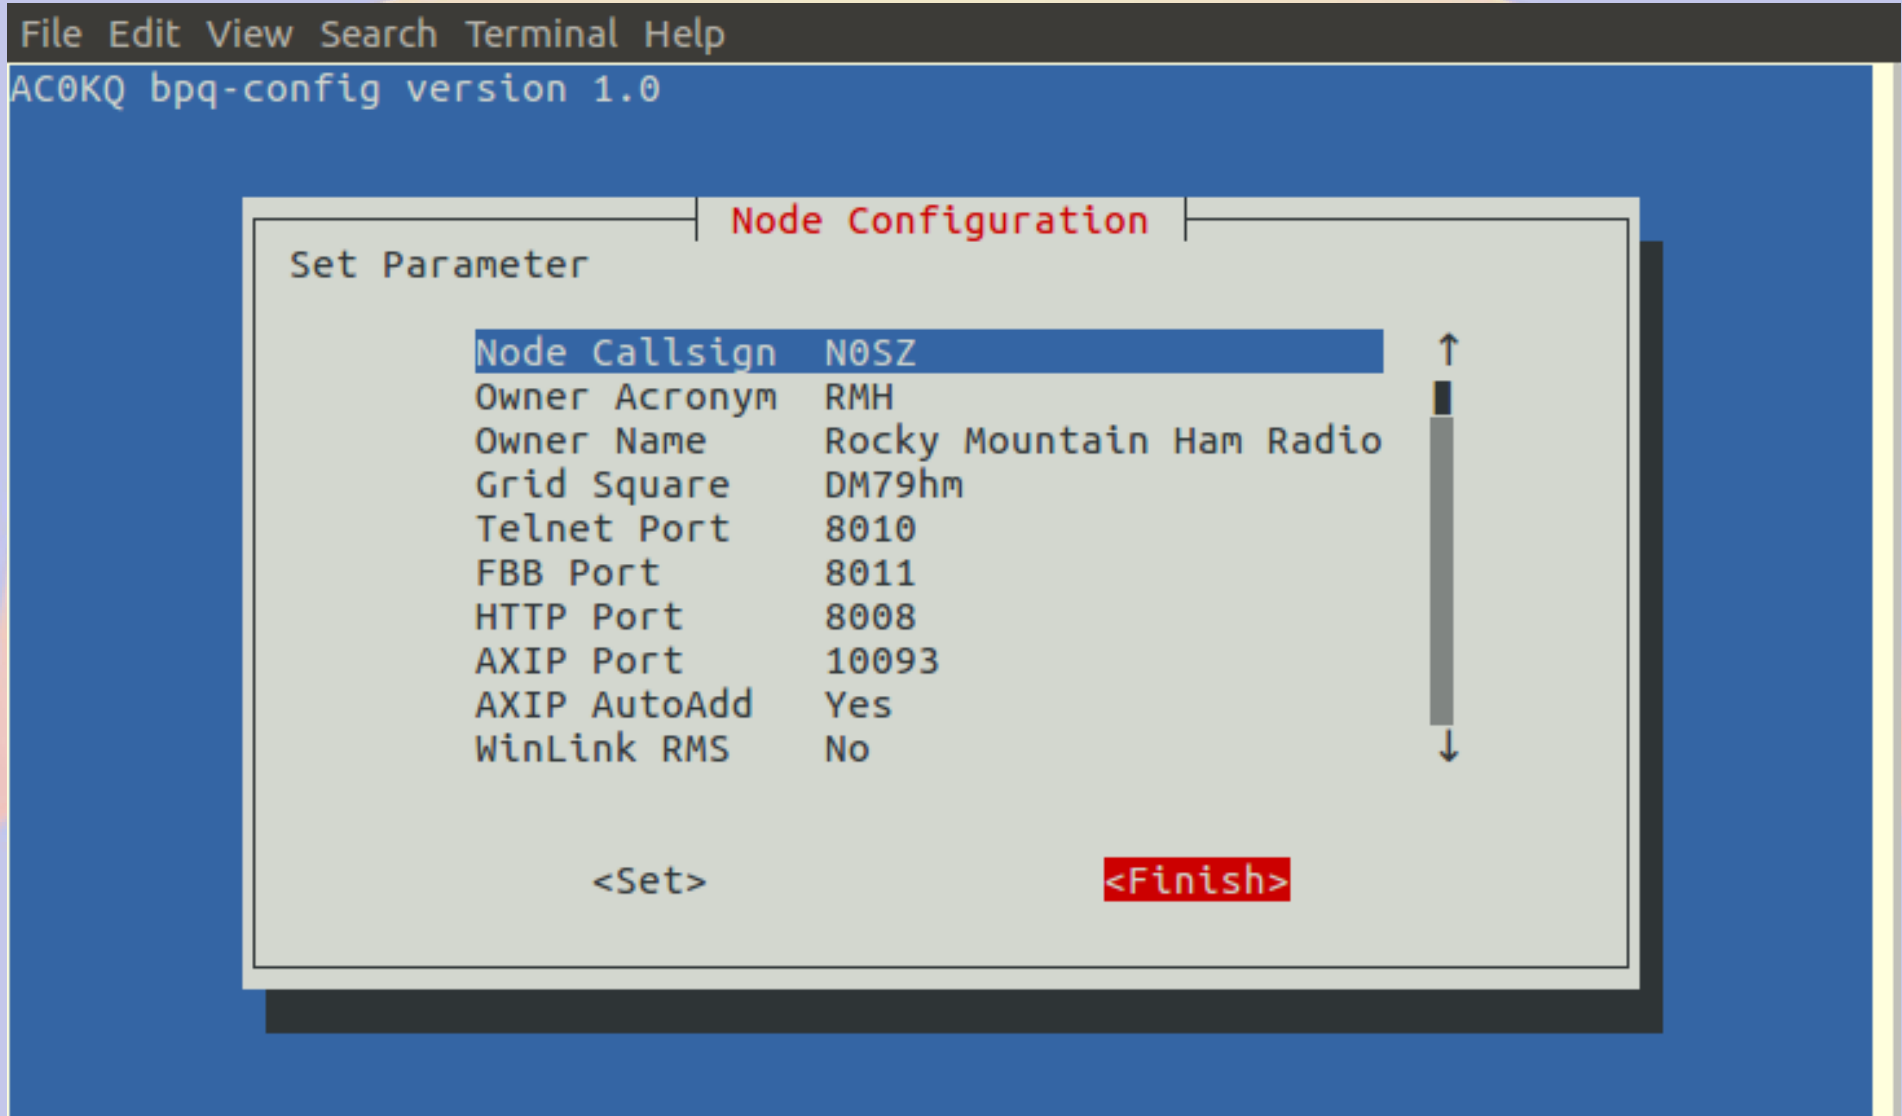 File Edit View Search Terminal Help
AC0KQ bpq-config version 1.0
Node Configuration
Set Parameter
Node Callsign N0SZ
Owner Acronym RMH
Owner Name Rocky Mountain Ham Radio
Grid Square DM79hm
Telnet Port 8010
FBB Port 8011
HTTP Port 8008
AXIP Port 10093
AXIP AutoAdd Yes
WinLink RMS No
<Set> <Finish>